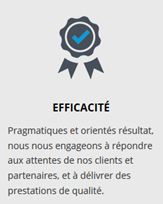 EFFICACITÉ
Pragmatiques et orientés résultat,
nous nous engageons à répondre
aux attentes de nos clients et
partenaires, et à délivrer des
prestations de qualité.